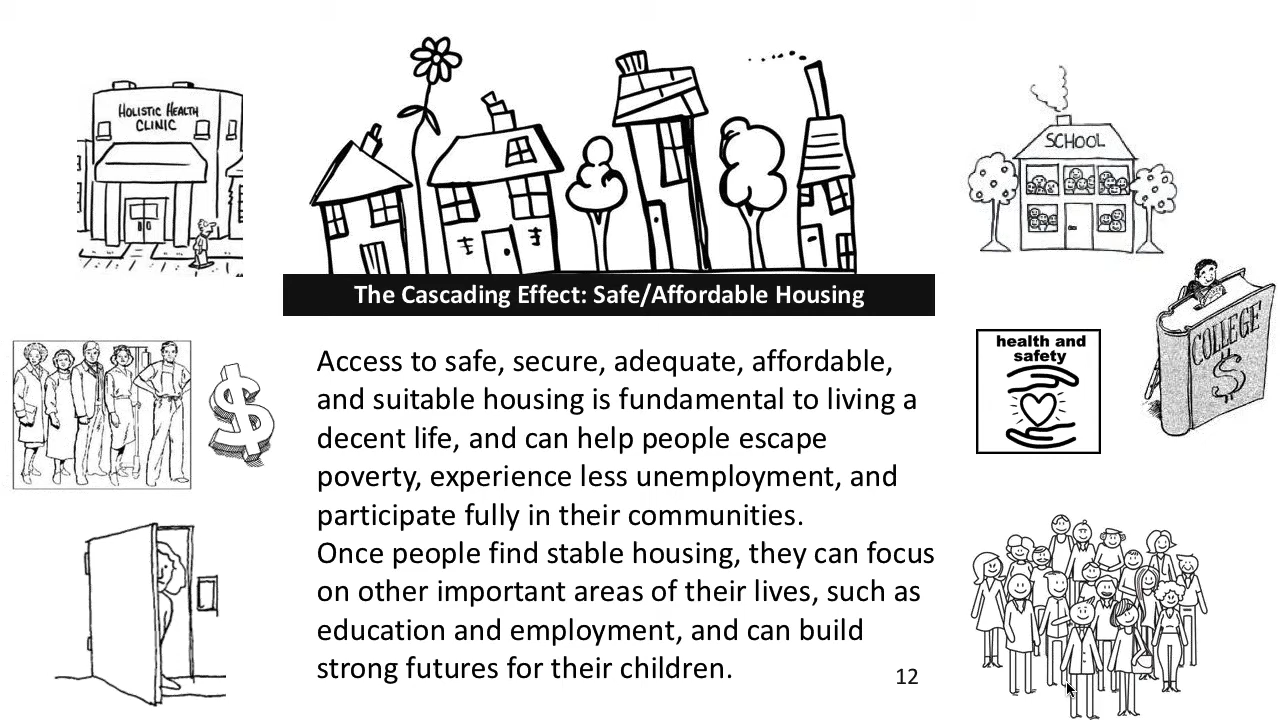 HOLISTIC HEALTH
CLINIC
SCHOOL
The Cascading Effect: Safe/Affordable Housing
COLLEGE
$
$
health and
safety
Access to safe, secure, adequate, affordable,
and suitable housing is fundamental to living a
decent life, and can help people escape
poverty, experience less unemployment, and
participate fully in their communities.
Once people find stable housing, they can focus
on other important areas of their lives, such as
education and employment, and can build
strong futures for their children.
12